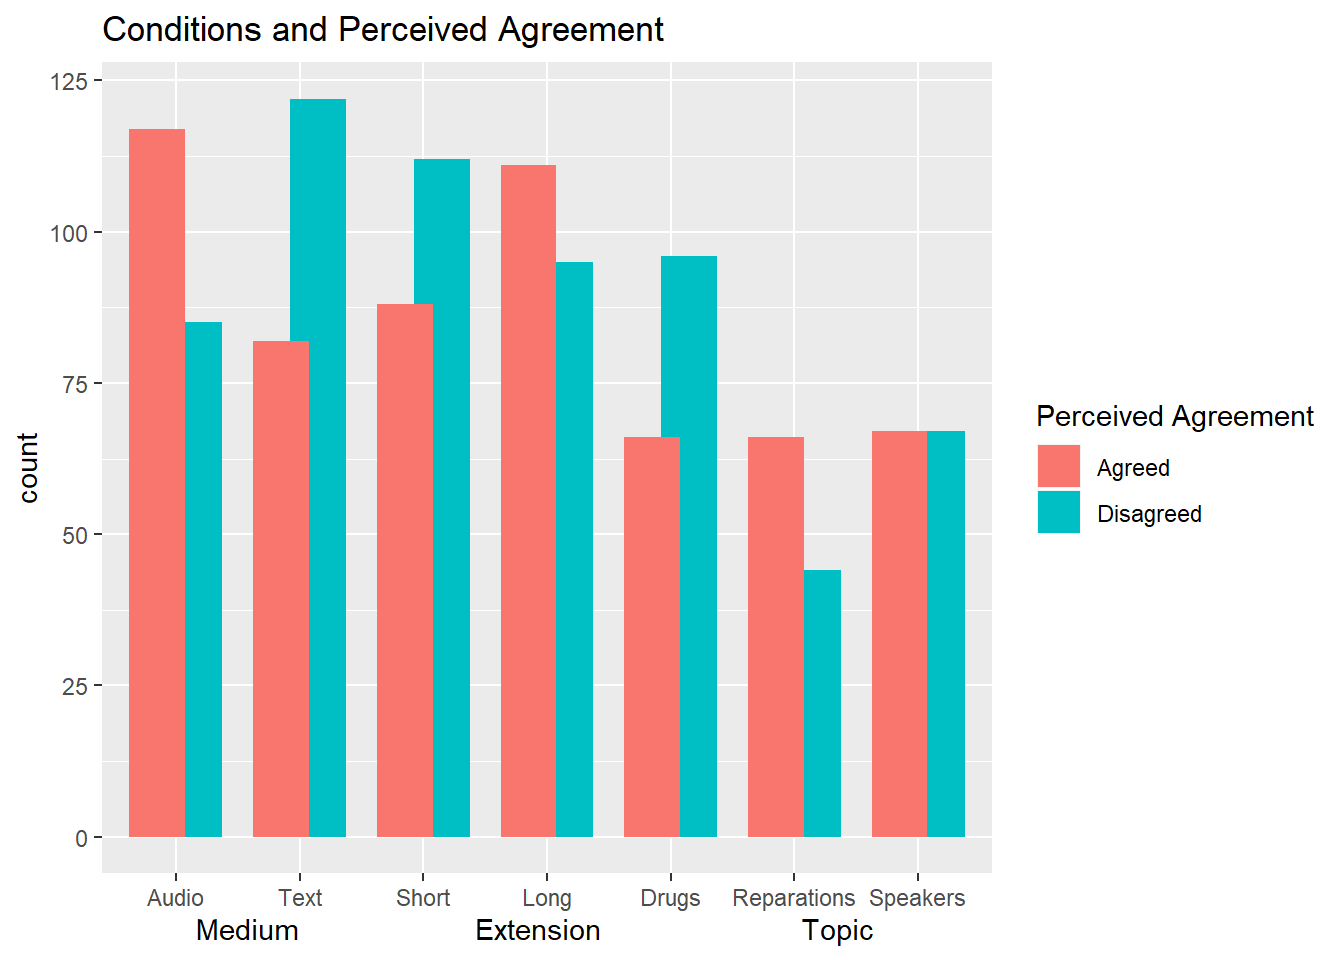 Conditions and Perceived Agreement
125
100
75
50
25
0
count
Audio Text Short Long Drugs Reparations Speakers
Medium Extension Topic
Perceived Agreement
Agreed
Disagreed